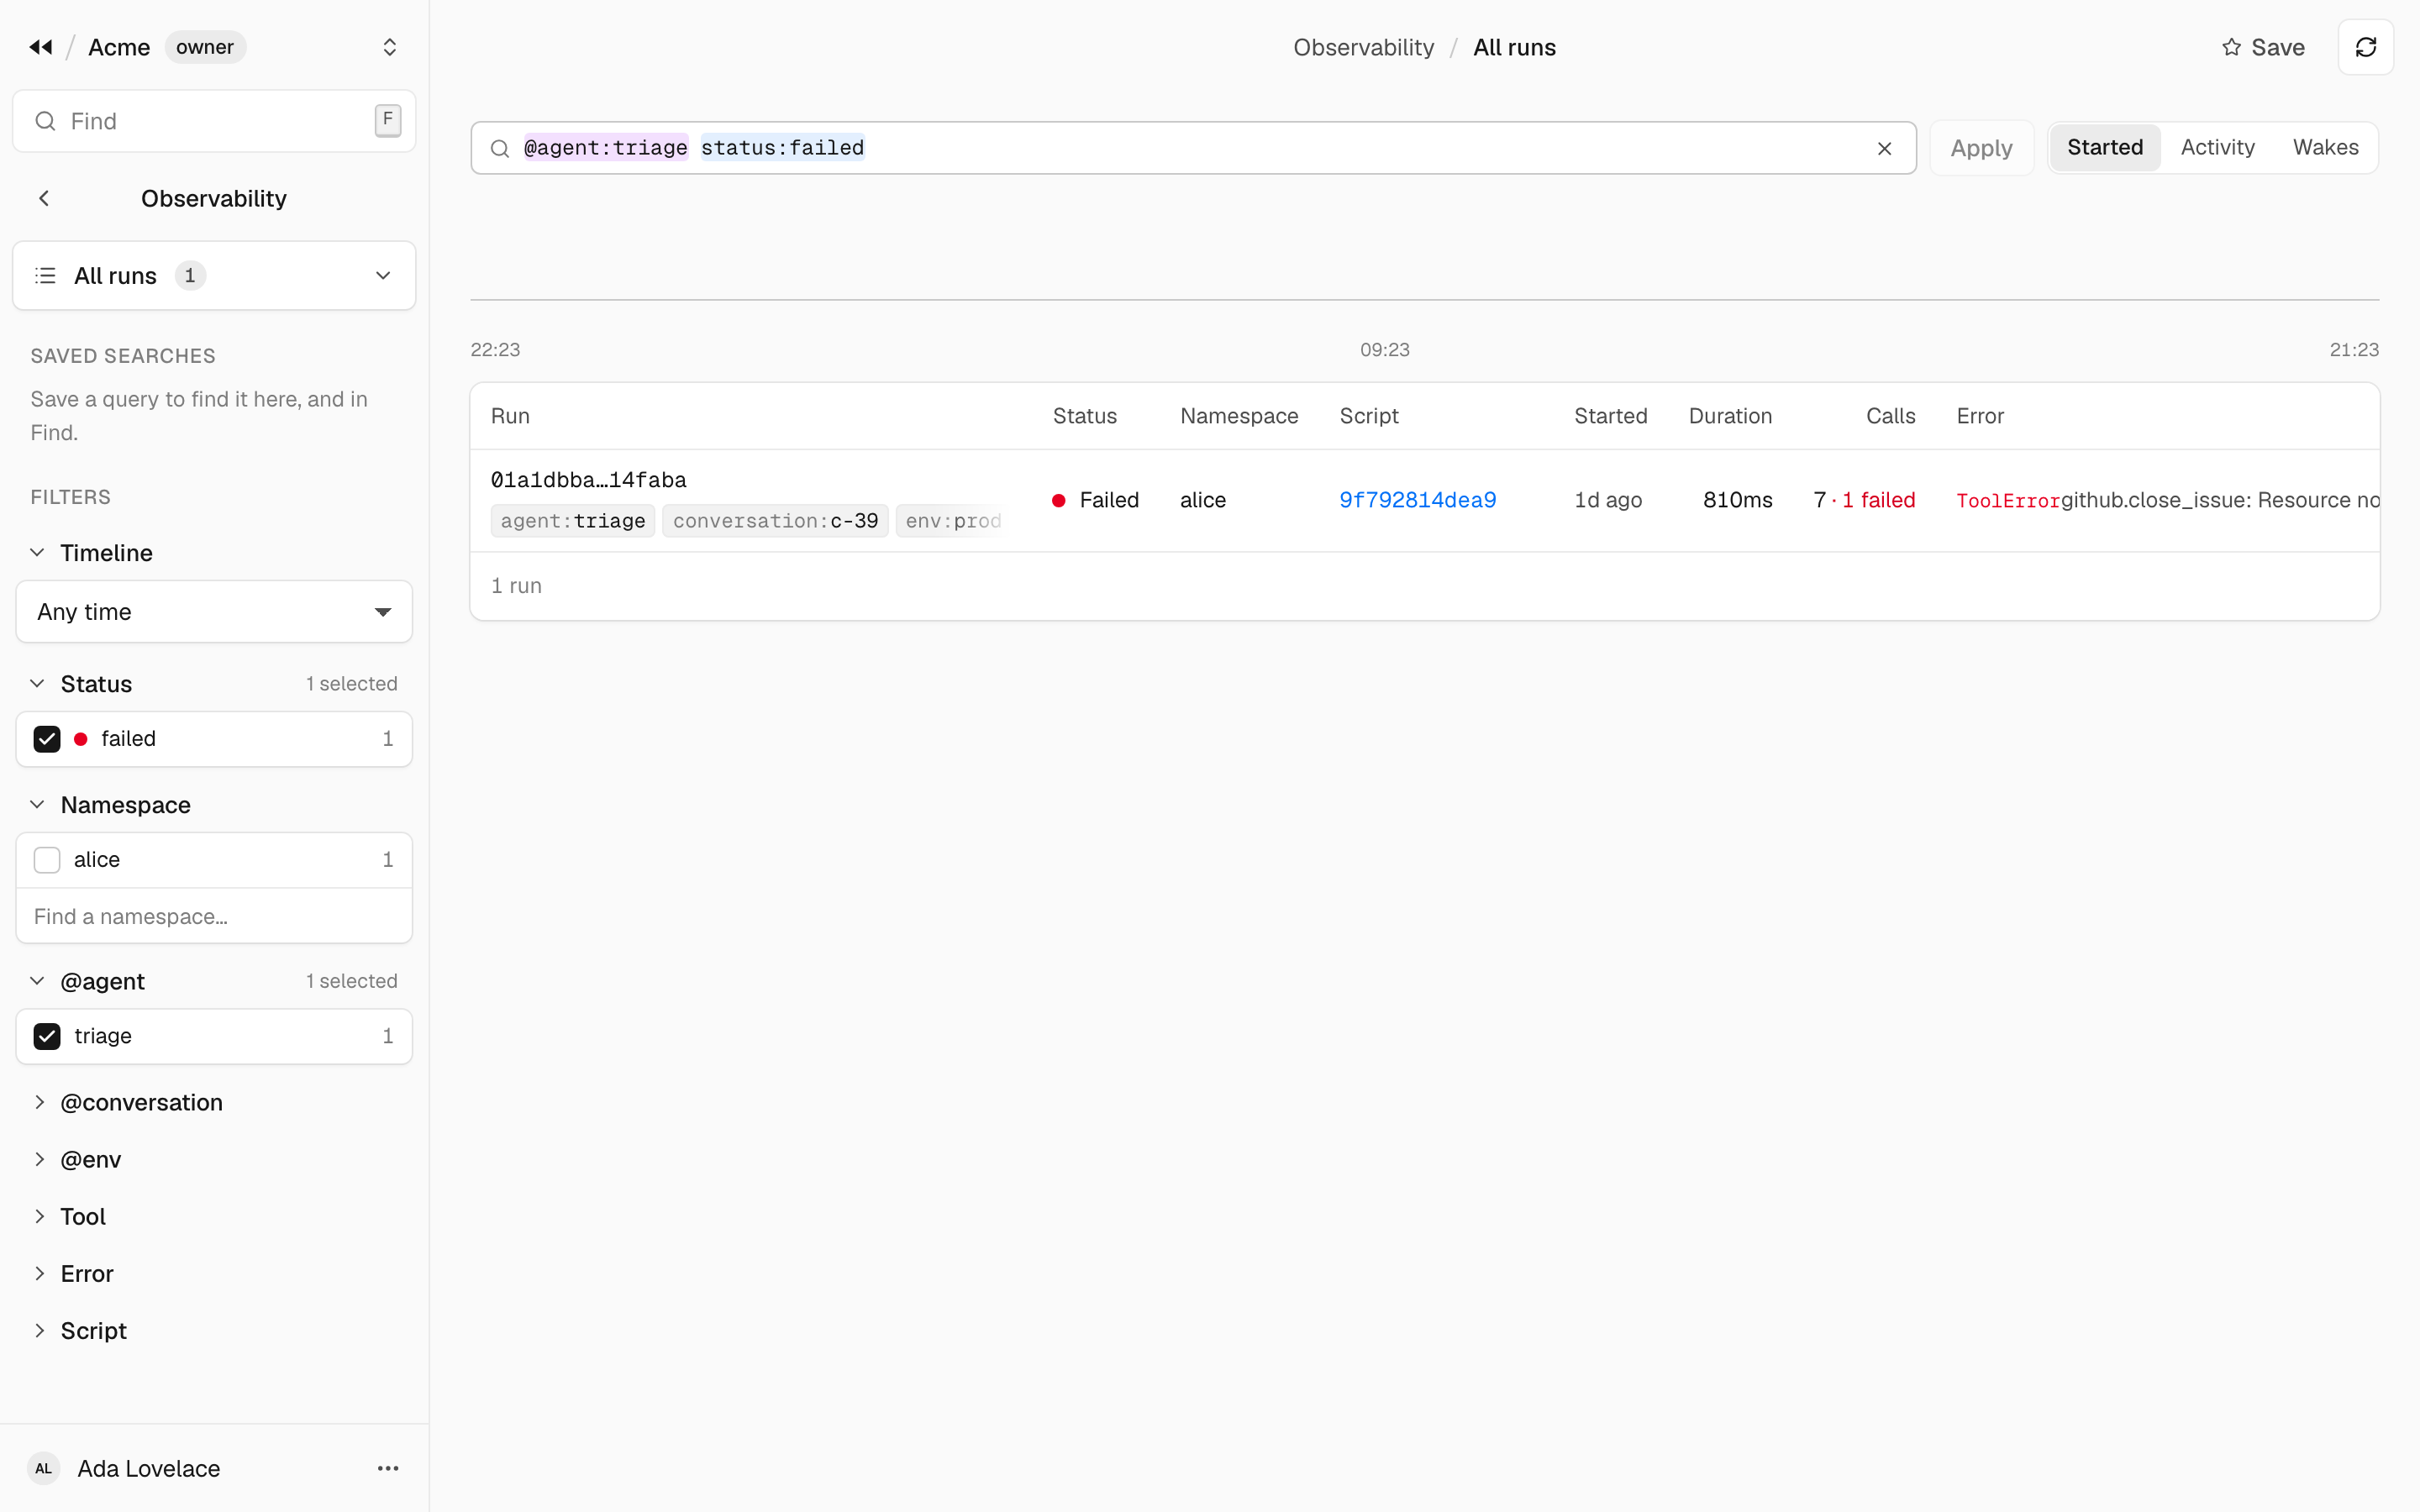 Acme owner
Find F
Observability
All runs 1
SAVED SEARCHES
Save a query to find it here, and in
Find.
FILTERS
Timeline
Any time
Status 1 selected
failed 1
Namespace
alice 1
Find a namespace…
@agent 1 selected
triage 1
@conversation
@env
Tool
Error
Script
AL Ada Lovelace
Observability / All runs
Save
@agent:triage status:failed
Apply
Started Activity Wakes
22:23 09:23 21:23
Run Status Namespace Script Started Duration Calls Error
01a1dbba…14faba
Failed alice 9f792814dea9 1d ago 810ms 7 · 1 failed ToolErrorgithub.close_issue: Resource no
agent:triage conversation:c-39 env:prod
1 run